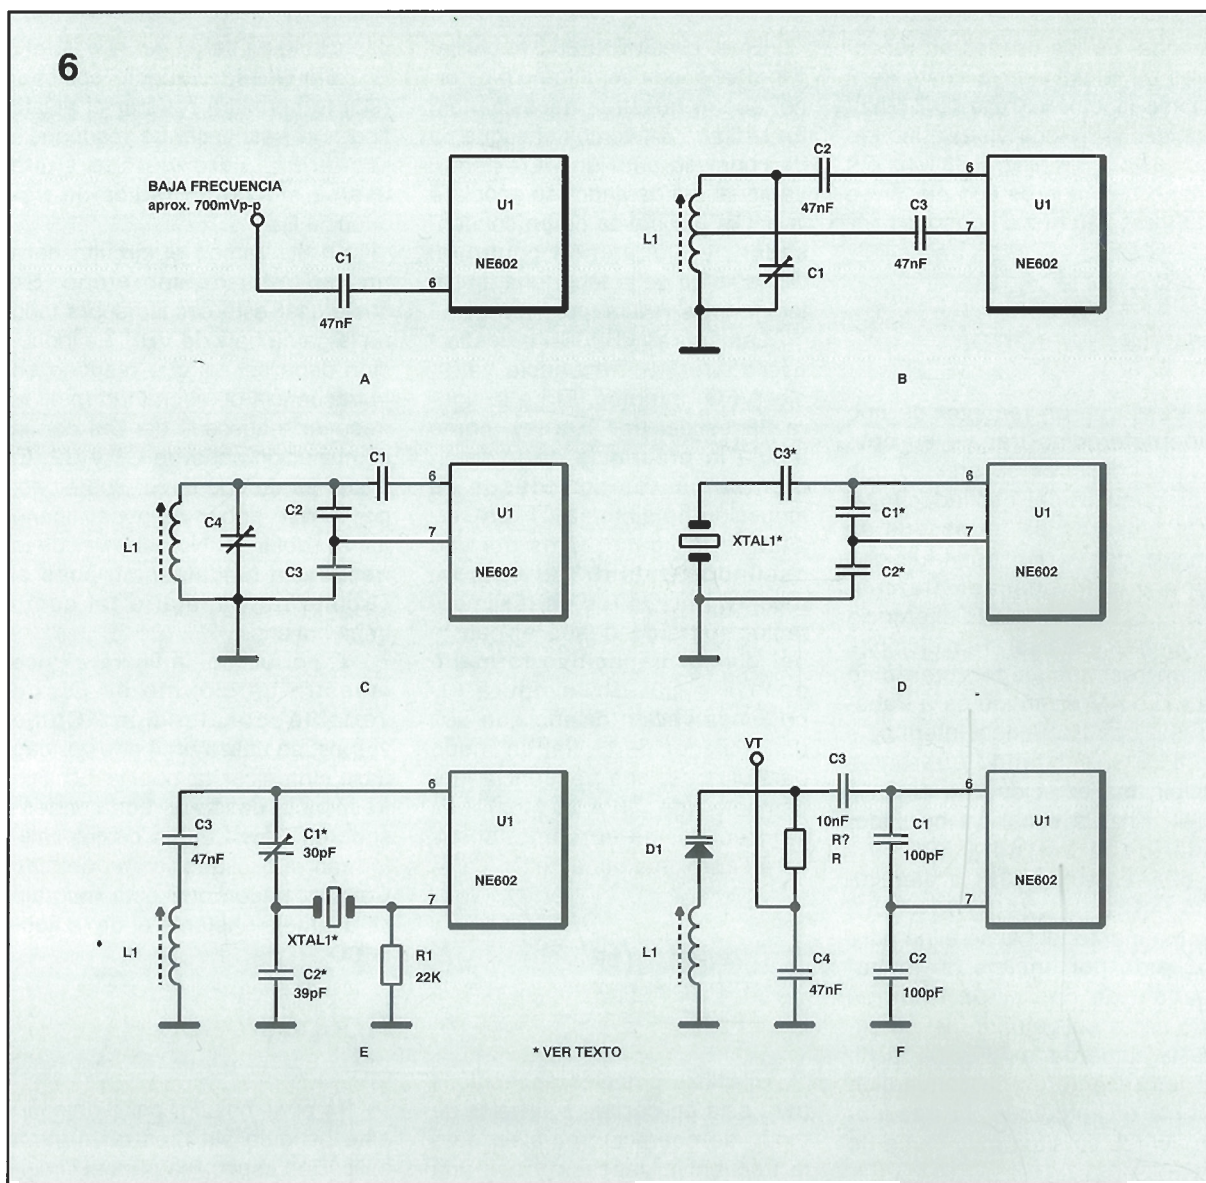 6
BAJA FRECUENCIA
aprox. 700mVp-p
C1
47nF
6
U1
NE602
A
C2
47nF
6
C3
47nF
7
L1
C1
U1
NE602
B
C1
6
C4
C2
7
L1
C3
U1
NE602
C
C3*
6
C1*
XTAL1*
7
C2*
U1
NE602
D
6
C3
47nF
C1*
30pF
7
XTAL1*
L1
C2*
39pF
R1
22K
U1
NE602
E
* VER TEXTO
VT
C3
10nF
6
D1
R?
R
C1
100pF
7
L1
C4
47nF
C2
100pF
U1
NE602
F